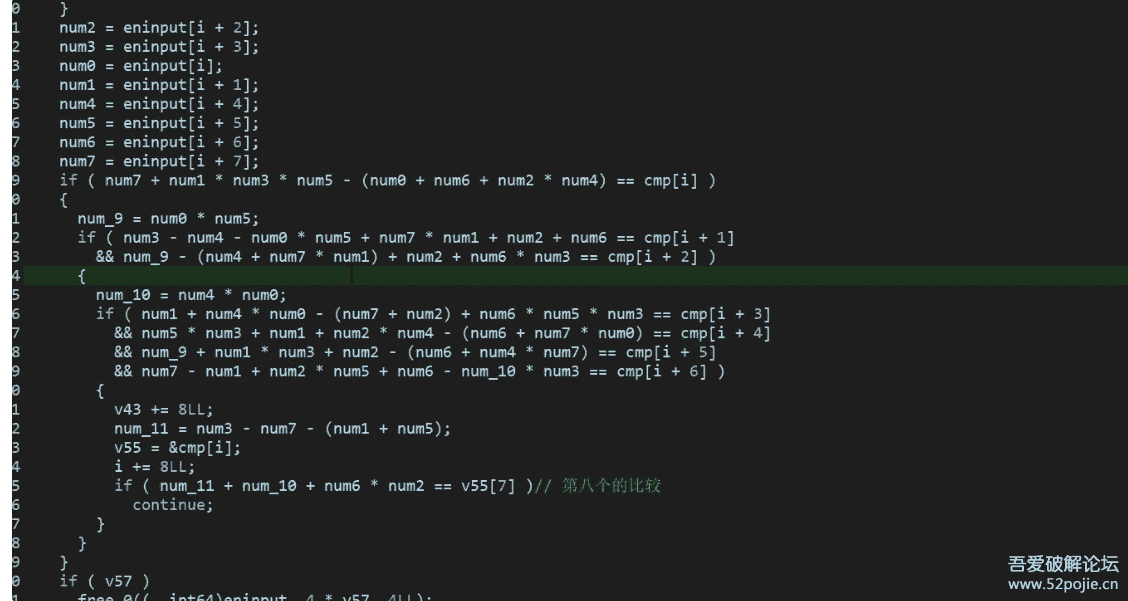 0 }
1 num2 = eninput[i + 2];
2 num3 = eninput[i + 3];
3 num0 = eninput[i];
4 num1 = eninput[i + 1];
5 num4 = eninput[i + 4];
6 num5 = eninput[i + 5];
7 num6 = eninput[i + 6];
8 num7 = eninput[i + 7];
9 if ( num7 + num1 * num3 * num5 - (num0 + num6 + num2 * num4) == cmp[i] )
0 {
1 num_9 = num0 * num5;
2 if ( num3 - num4 - num0 * num5 + num7 * num1 + num2 + num6 == cmp[i + 1]
3 && num_9 - (num4 + num7 * num1) + num2 + num6 * num3 == cmp[i + 2] )
4 {
5 num_10 = num4 * num0;
6 if ( num1 + num4 * num0 - (num7 + num2) + num6 * num5 * num3 == cmp[i + 3]
7 && num5 * num3 + num1 + num2 * num4 - (num6 + num7 * num0) == cmp[i + 4]
8 && num_9 + num1 * num3 + num2 - (num6 + num4 * num7) == cmp[i + 5]
9 && num7 - num1 + num2 * num5 + num6 - num_10 * num3 == cmp[i + 6] )
0 {
1 v43 += 8LL;
2 num_11 = num3 - num7 - (num1 + num5);
3 v55 = &cmp[i];
4 i += 8LL;
5 if ( num_11 + num_10 + num6 * num2 == v55[7] )// 第八个的比较
6 continue;
7 }
8 }
9 }
0 if ( v57 )
1 free_0((__int64)eninput, 4 * v57, 4LL);
吾爱破解论坛
www.52pojie.cn